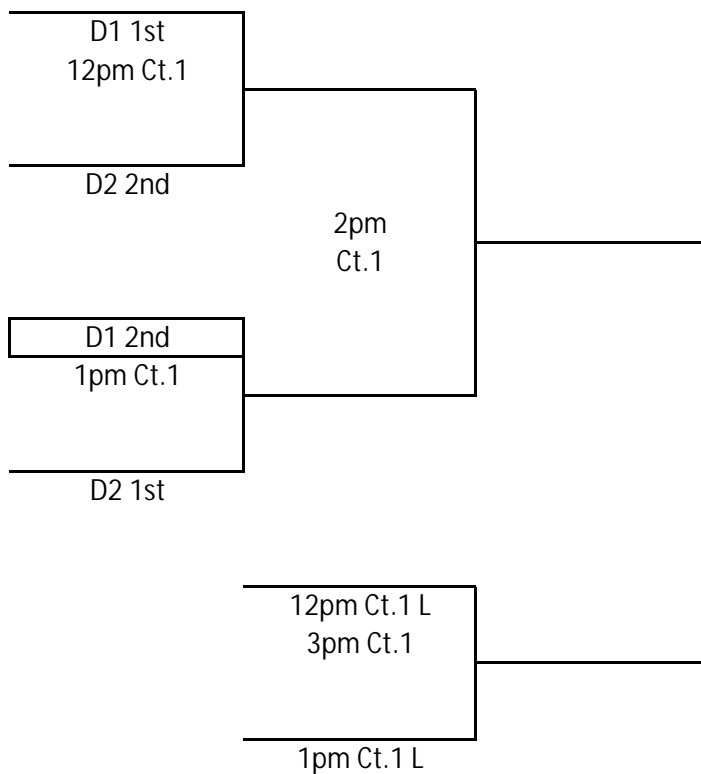 D1 1st
12pm Ct.1
D2 2nd
2pm
Ct.1
D1 2nd
1pm Ct.1
D2 1st
12pm Ct.1 L
3pm Ct.1
1pm Ct.1 L